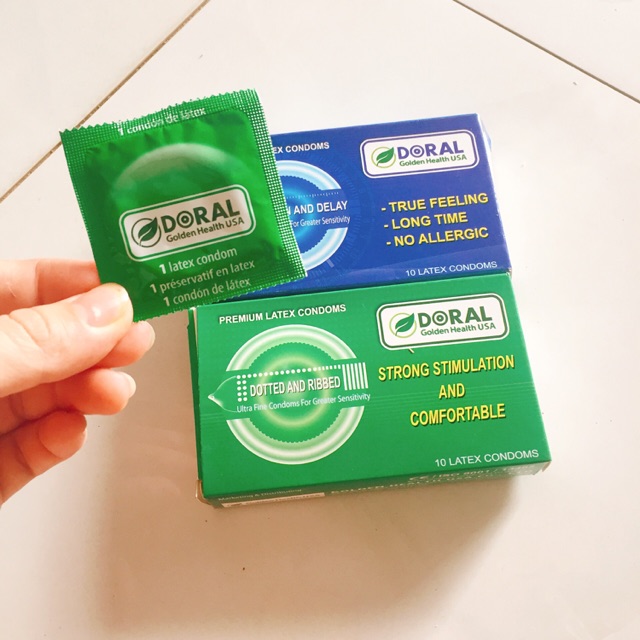 1 condón de látex
DORAL
Golden Health USA
1 latex condom
1 préservatif en latex
1 condón de látex
EX CONDOMS
N AND DELAY
For Greater Sensitivity
DORAL
Golden Health USA
- TRUE FEELING
- LONG TIME
- NO ALLERGIC
10 LATEX CONDOMS
PREMIUM LATEX CONDOMS
DOTTED AND RIBBED
Ultra Fine Condoms For Greater Sensitivity
DORAL
Golden Health USA
STRONG STIMULATION
AND
COMFORTABLE
10 LATEX CONDOMS